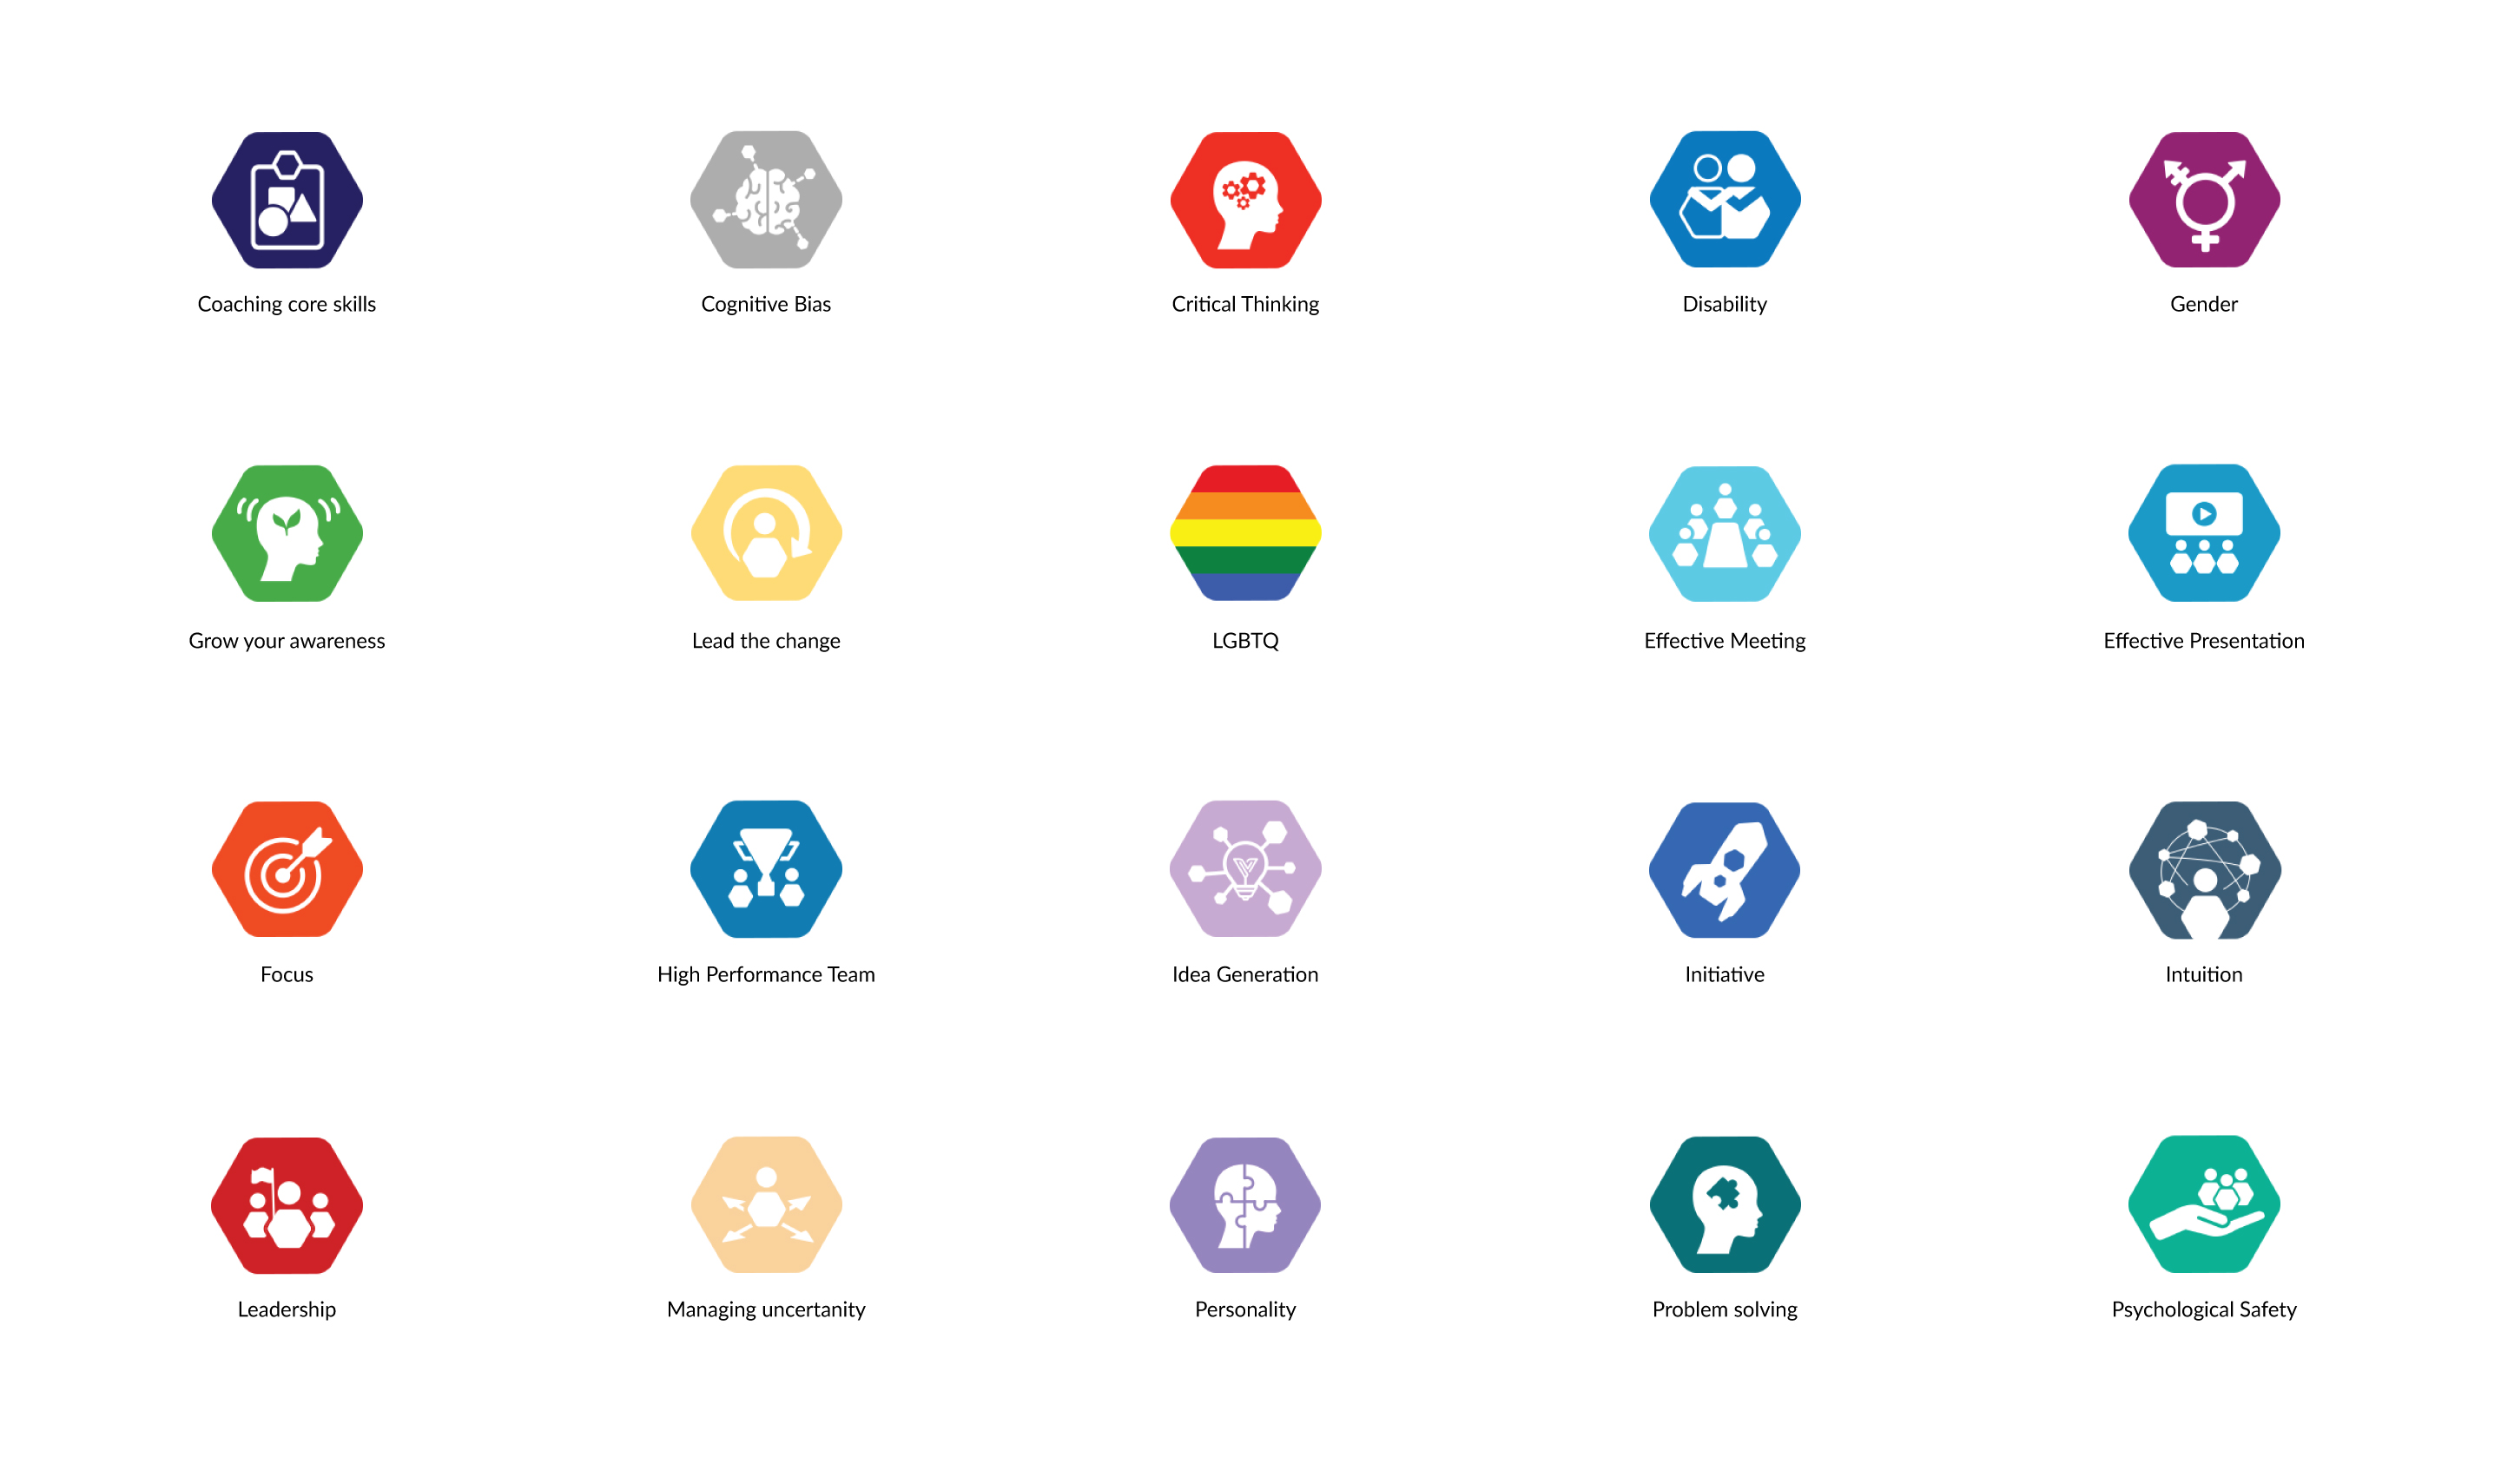 Coaching core skills
Cognitive Bias
Critical Thinking
Disability
Gender
Grow your awareness
Lead the change
LGBTQ
Effective Meeting
Effective Presentation
Focus
High Performance Team
Idea Generation
Initiative
Intuition
Leadership
Managing uncertanity
Personality
Problem solving
Psychological Safety